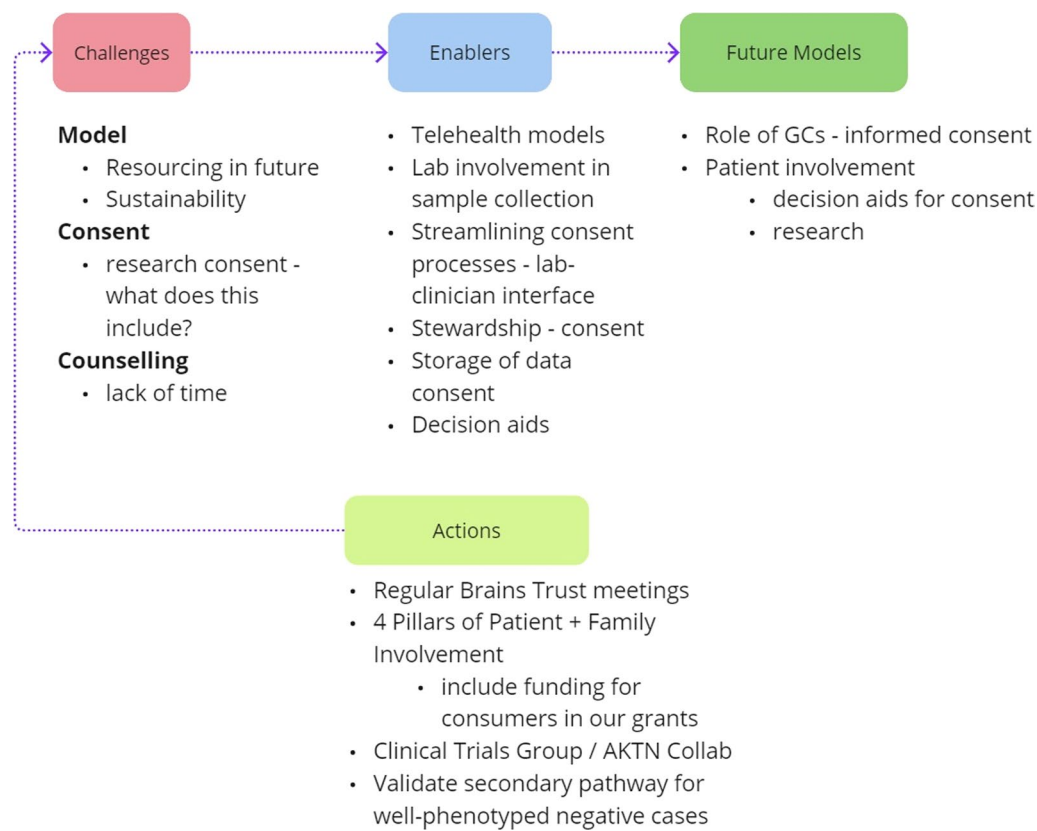 Challenges
Model
• Resourcing in future
• Sustainability
Consent
• research consent -
what does this
include?
Counselling
• lack of time
Enablers
• Telehealth models
• Lab involvement in
sample collection
• Streamlining consent
processes - lab-
clinician interface
• Stewardship - consent
• Storage of data
consent
• Decision aids
Future Models
• Role of GCs - informed consent
• Patient involvement
• decision aids for consent
• research
Actions
• Regular Brains Trust meetings
• 4 Pillars of Patient + Family
Involvement
• include funding for
consumers in our grants
• Clinical Trials Group / AKTN Collab
• Validate secondary pathway for
well-phenotyped negative cases